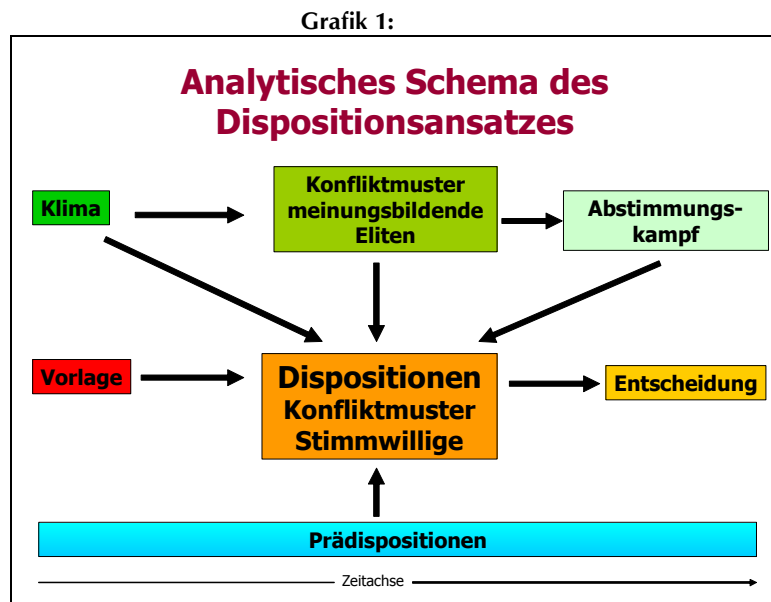 Grafik 1:
Analytisches Schema des
Dispositionsansatzes
Klima
Konfliktmuster
meinungsbildende
Eliten
Abstimmungs-
kampf
Vorlage
Dispositionen
Konfliktmuster
Stimmwillige
Entscheidung
Prädispositionen
Zeitachse